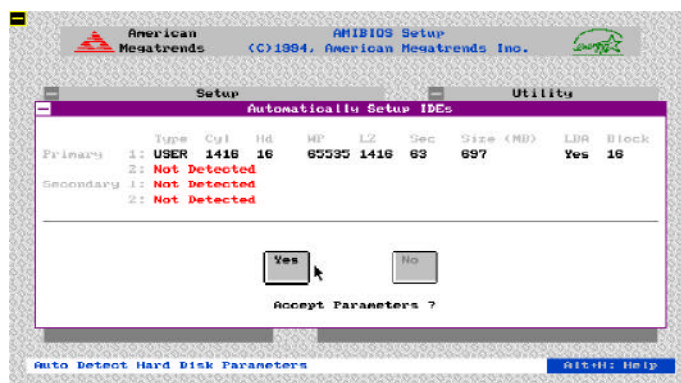 American AMIBIOS Setup
Megatrends (C)1994, American Megatrends Inc.
Setup Utility
Automatically Setup IDEs
Type Cyl Hd WP LZ Sec Size (MB) LBA Block
Primary 1: USER 1416 16 65535 1416 63 697 Yes 16
2: Not Detected
Secondary 1: Not Detected
2: Not Detected
Yes No
Accept Parameters ?
Auto Detect Hard Disk Parameters Alt+H: Help